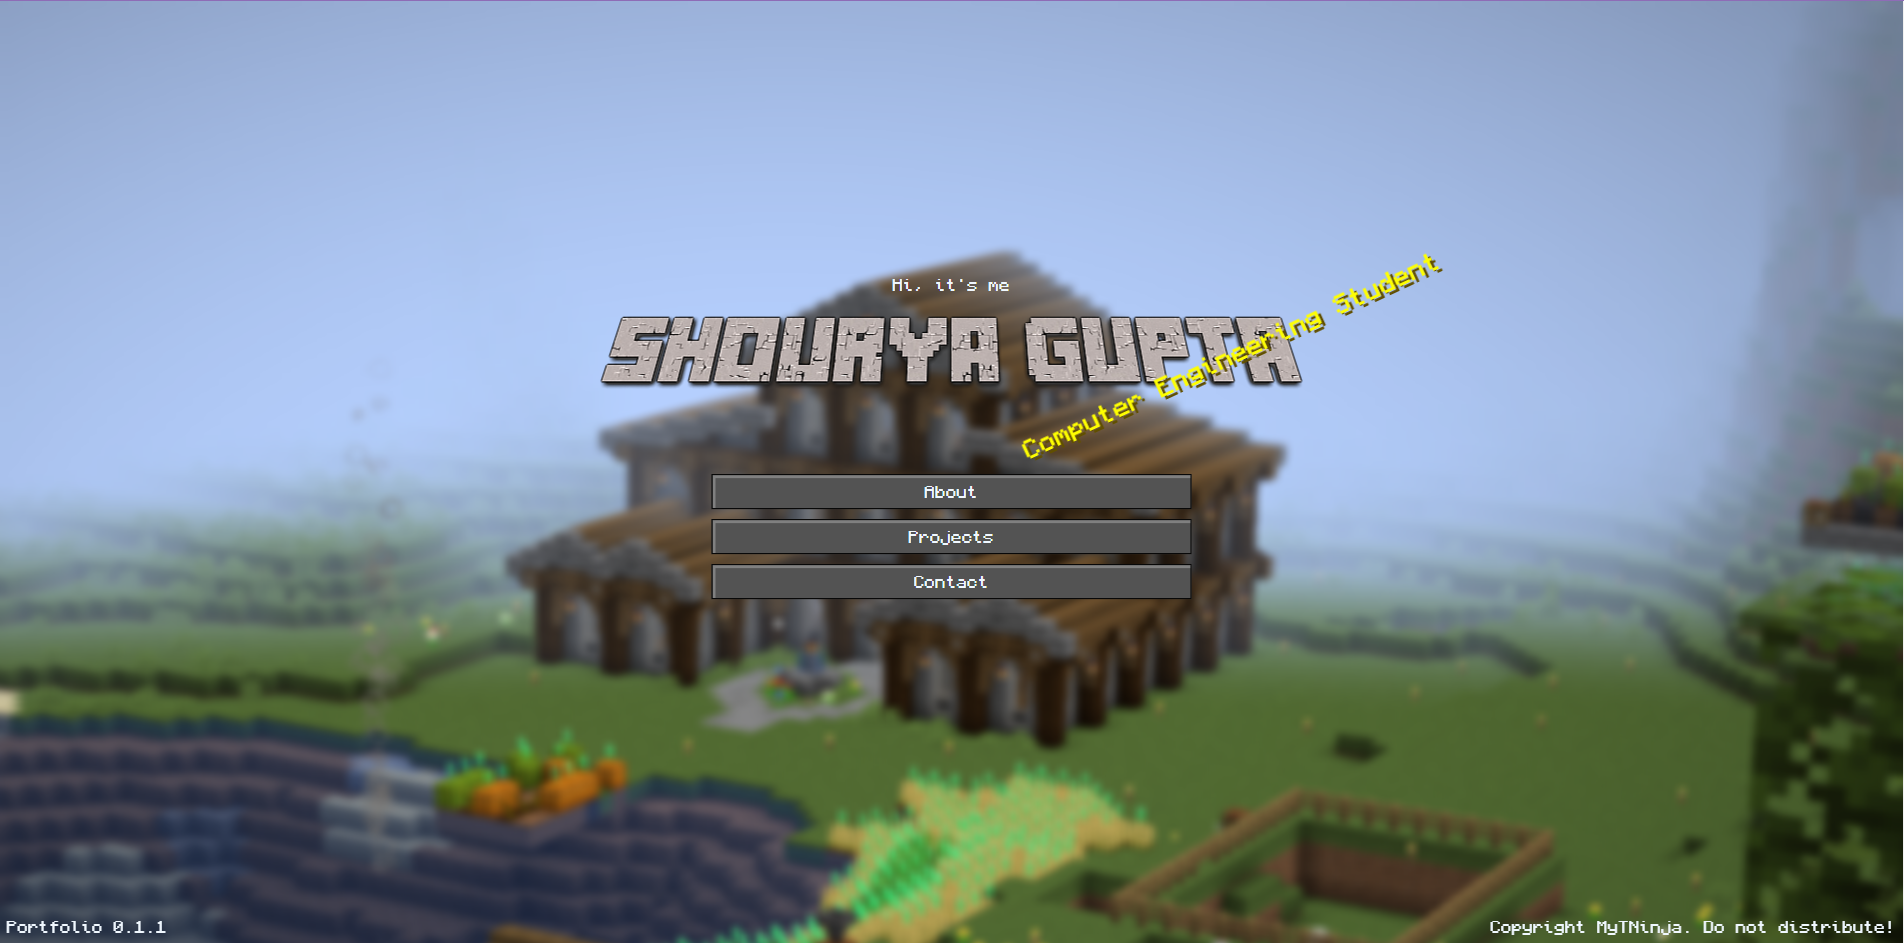 Hi, it's me
SHOURYA GUPTA
Computer Engineering Student
About
Projects
Contact
Portfolio 0.1.1
Copyright MyTNinja. Do not distribute!